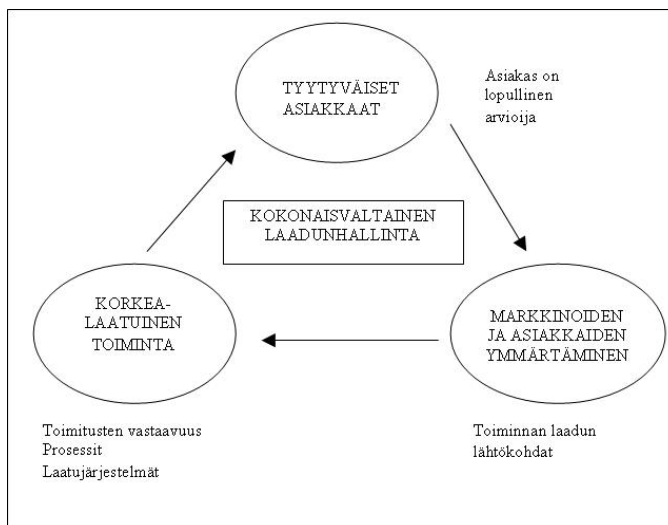 TYYTYVÄISET
ASIAKKAAT
Asiakas on
lopullinen
arvioija
KOKONAISVALTAINEN
LAADUNHALLINTA
KORKEA-
LAATUINEN
TOIMINTA
MARKKINOIDEN
JA ASIAKKAIDEN
YMMÄRTÄMINEN
Toimitusten vastaavuus
Prosessit
Laatujärjestelmät
Toiminnan laadun
lähtökohdat